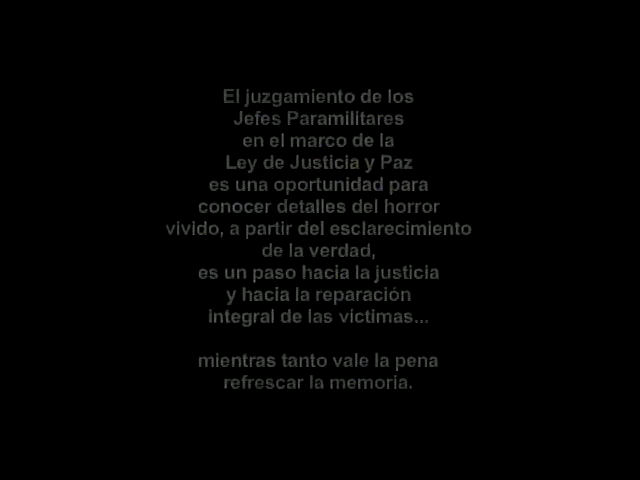 El juzgamiento de los
Jefes Paramilitares
en el marco de la
Ley de Justicia y Paz
es una oportunidad para
conocer detalles del horror
vivido, a partir del esclarecimiento
de la verdad,
es un paso hacia la justicia
y hacia la reparación
integral de las víctimas...
mientras tanto vale la pena
refrescar la memoria.